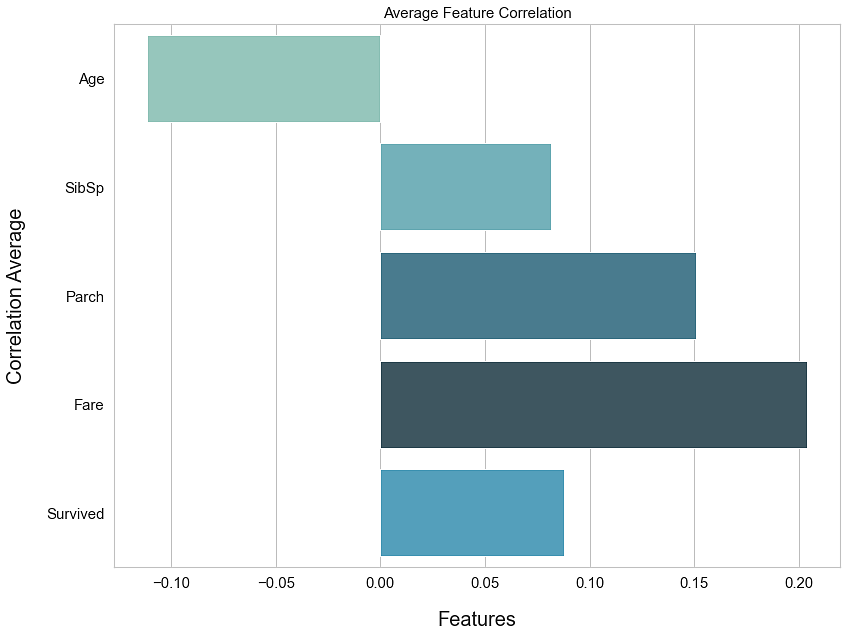 Average Feature Correlation
Correlation Average
Age
SibSp
Parch
Fare
Survived
−0.10
−0.05
0.00
0.05
0.10
0.15
0.20
Features